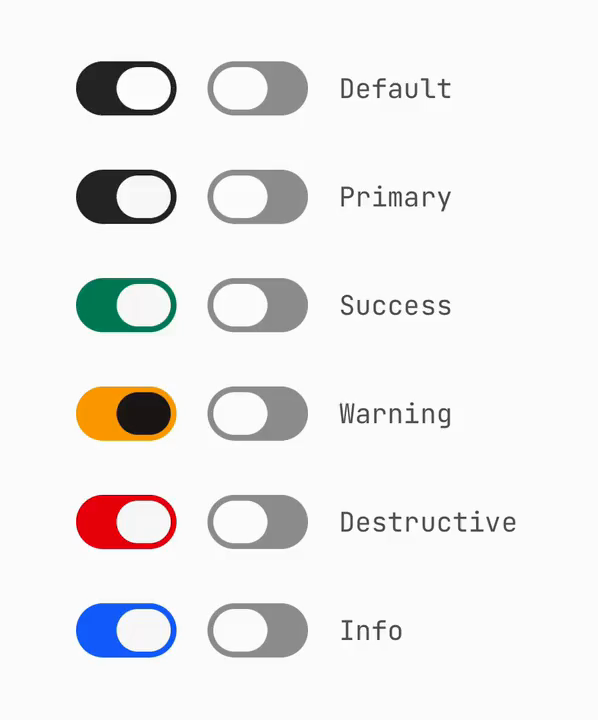 Default
Primary
Success
Warning
Destructive
Info